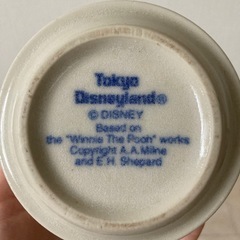 Tokyo
Disneyland®
© DISNEY
Based on
the "Winnie The Pooh" works
Copyright A.A.Milne
and E.H. Shepard